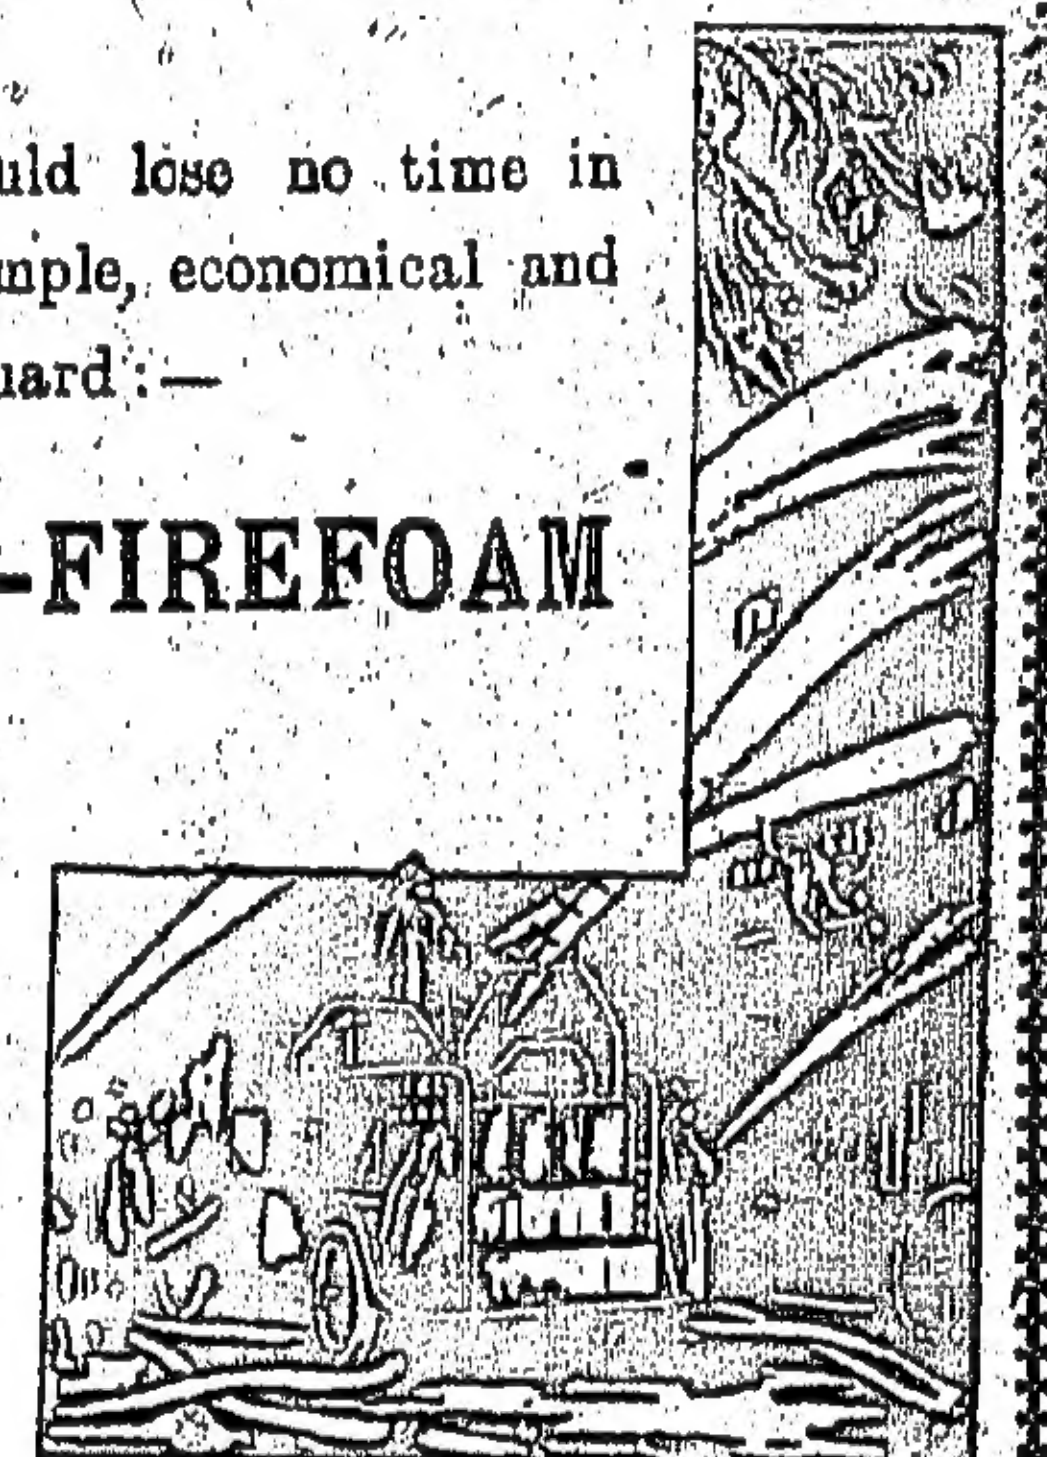 uld lose no time in
mple, economical and
uard :—
-FIREFOAM